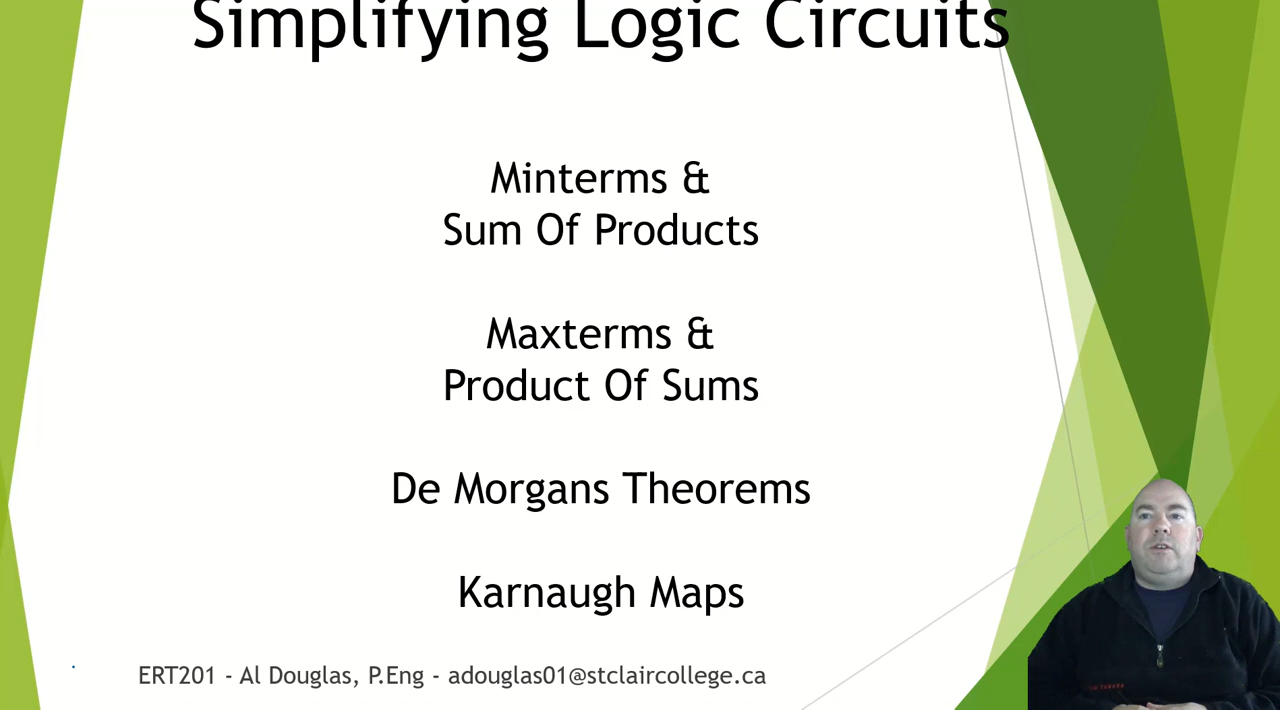 Simplifying Logic Circuits
Minterms &
Sum Of Products
Maxterms &
Product Of Sums
De Morgans Theorems
Karnaugh Maps
ERT201 - Al Douglas, P.Eng - adouglas01@stclaircollege.ca